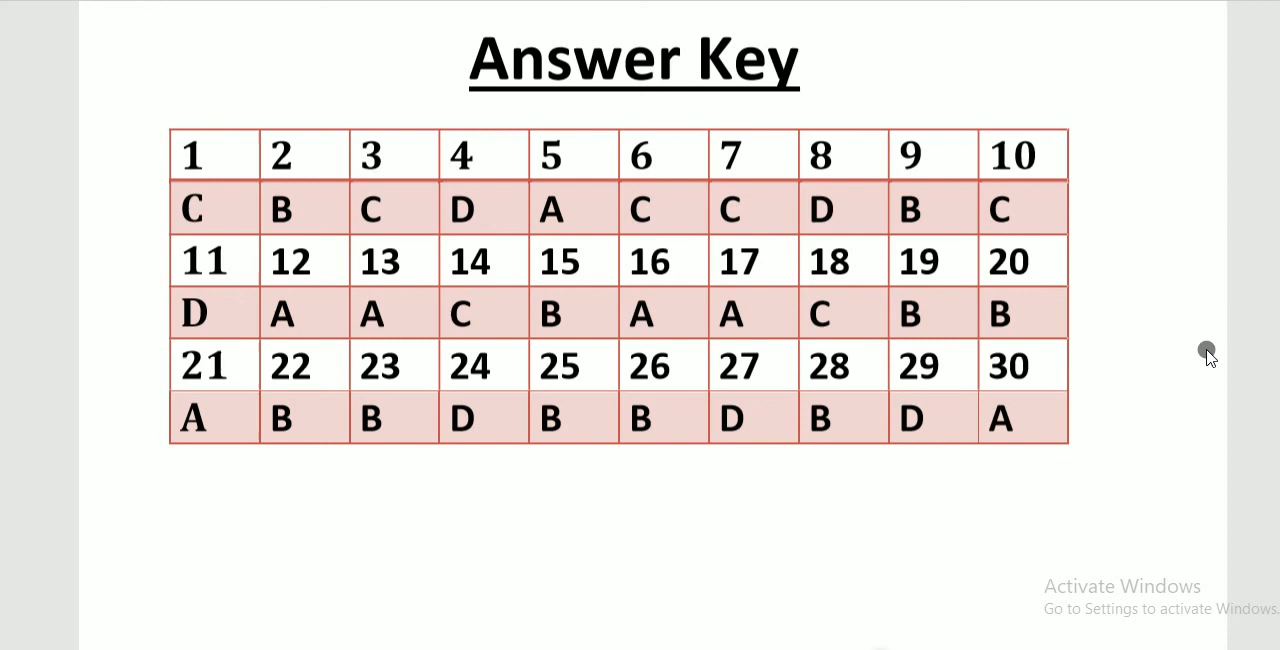 Answer Key
1 2 3 4 5 6 7 8 9 10
C B C D A C C D B C
11 12 13 14 15 16 17 18 19 20
D A A C B A A C B B
21 22 23 24 25 26 27 28 29 30
A B B D B B D B D A
Activate Windows
Go to Settings to activate Windows.